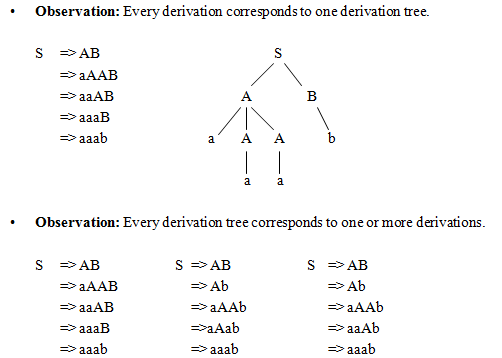 • Observation: Every derivation corresponds to one derivation tree.
S => AB S
=> aAAB
=> aaAB A B
=> aaaB
=> aaab a A A b
a a
• Observation: Every derivation tree corresponds to one or more derivations.
S => AB S => AB S => AB
=> aAAB => Ab => Ab
=> aaAB => aAAb => aAAb
=> aaaB =>aAab => aaAb
=> aaab => aaab => aaab